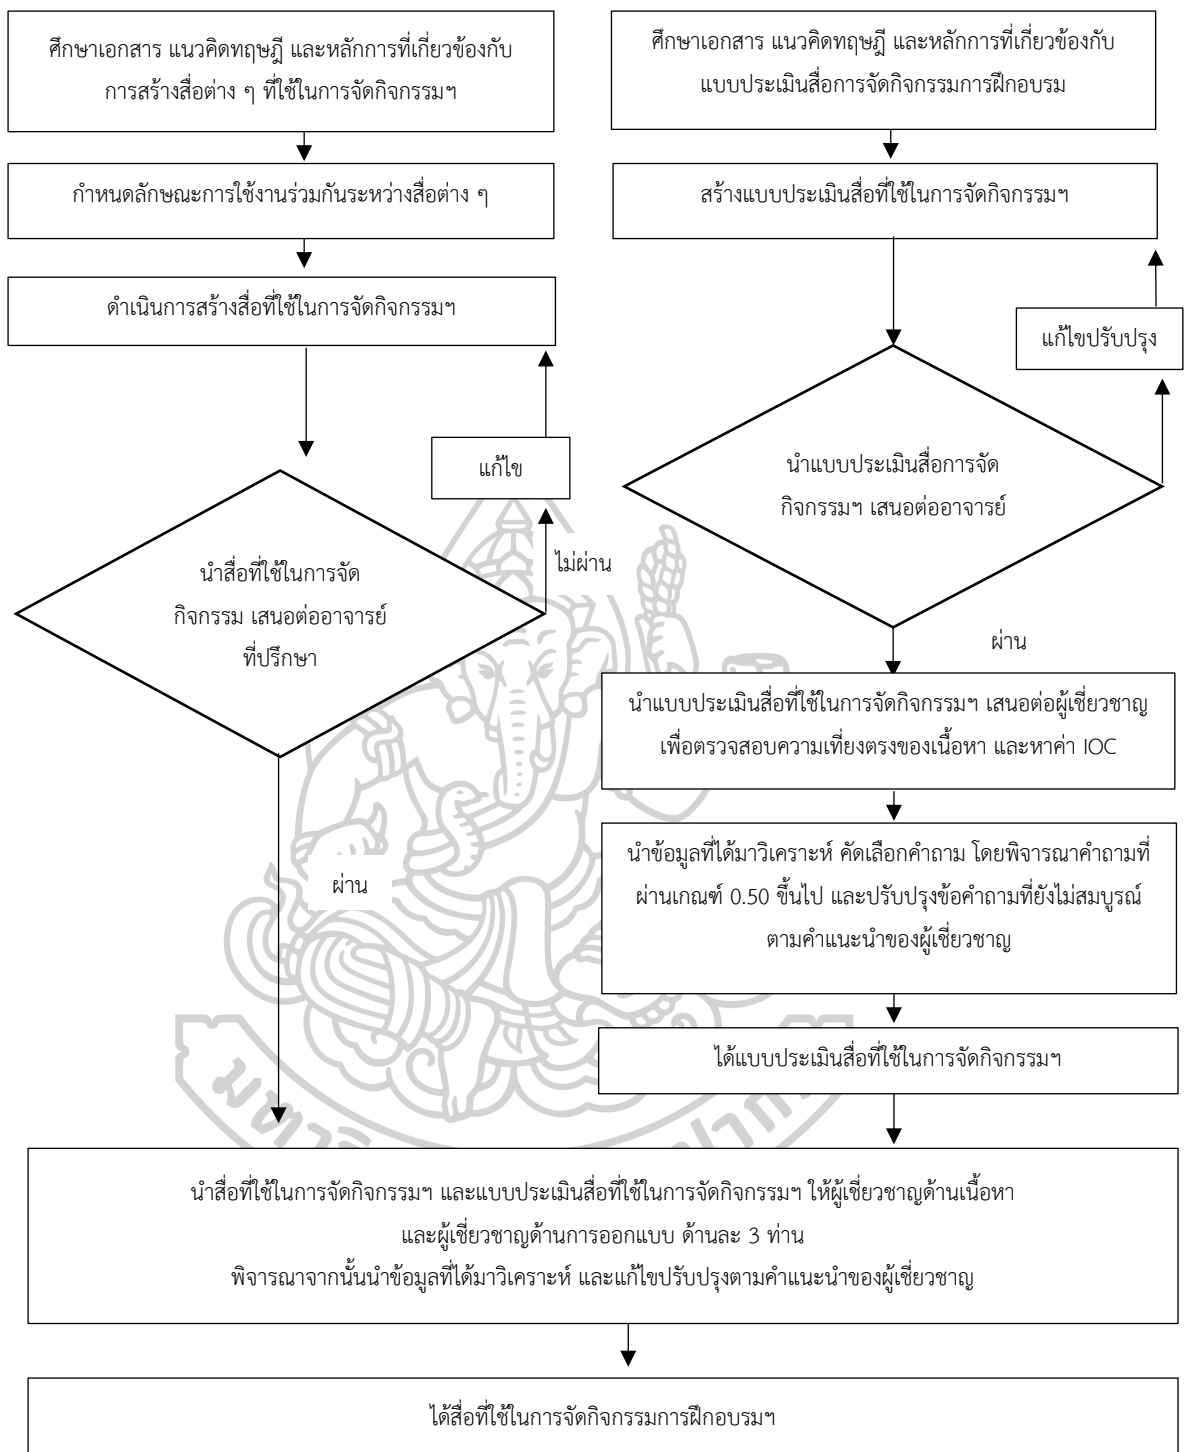 ศึกษาเอกสาร แนวคิดทฤษฎี และหลักการที่เกี่ยวข้องกับ
การสร้างสื่อต่าง ๆ ที่ใช้ในการจัดกิจกรรมฯ
กำหนดลักษณะการใช้งานร่วมกันระหว่างสื่อต่าง ๆ
ดำเนินการสร้างสื่อที่ใช้ในการจัดกิจกรรมฯ
แก้ไข
ไม่ผ่าน
นำสื่อที่ใช้ในการจัด
กิจกรรม เสนอต่ออาจารย์
ที่ปรึกษา
ผ่าน
ศึกษาเอกสาร แนวคิดทฤษฎี และหลักการที่เกี่ยวข้องกับ
แบบประเมินสื่อการจัดกิจกรรมการฝึกอบรม
สร้างแบบประเมินสื่อที่ใช้ในการจัดกิจกรรมฯ
แก้ไขปรับปรุง
นำแบบประเมินสื่อการจัด
กิจกรรมฯ เสนอต่ออาจารย์
ผ่าน
นำแบบประเมินสื่อที่ใช้ในการจัดกิจกรรมฯ เสนอต่อผู้เชี่ยวชาญ
เพื่อตรวจสอบความเที่ยงตรงของเนื้อหา และหาค่า IOC
นำข้อมูลที่ได้มาวิเคราะห์ คัดเลือกคำถาม โดยพิจารณาคำถามที่
ผ่านเกณฑ์ 0.50 ขึ้นไป และปรับปรุงข้อคำถามที่ยังไม่สมบูรณ์
ตามคำแนะนำของผู้เชี่ยวชาญ
ได้แบบประเมินสื่อที่ใช้ในการจัดกิจกรรมฯ
นำสื่อที่ใช้ในการจัดกิจกรรมฯ และแบบประเมินสื่อที่ใช้ในการจัดกิจกรรมฯ ให้ผู้เชี่ยวชาญด้านเนื้อหา
และผู้เชี่ยวชาญด้านการออกแบบ ด้านละ 3 ท่าน
พิจารณาจากนั้นนำข้อมูลที่ได้มาวิเคราะห์ และแก้ไขปรับปรุงตามคำแนะนำของผู้เชี่ยวชาญ
ได้สื่อที่ใช้ในการจัดกิจกรรมการฝึกอบรมฯ